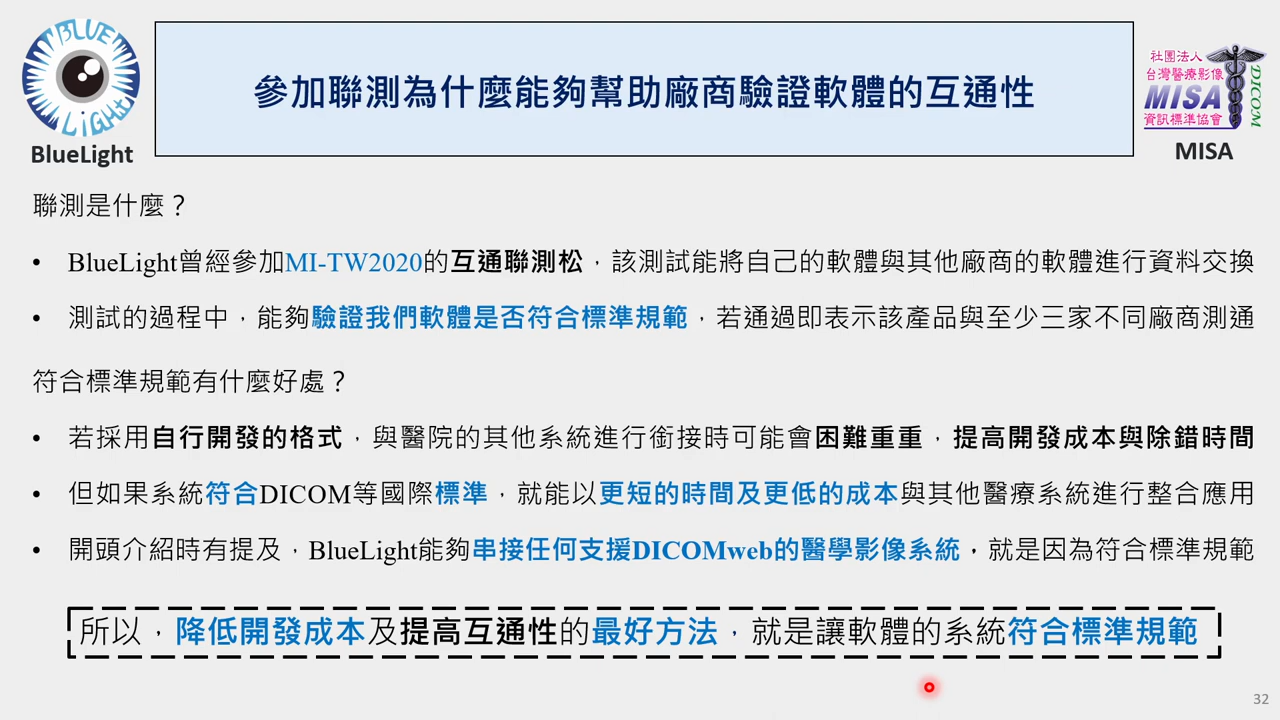 BLUE
LIGHT
BlueLight
參加聯測為什麼能夠幫助廠商驗證軟體的互通性
社團法人
台灣醫療影像
MISA
資訊標準協會
DICOM
MISA
聯測是什麼？
• BlueLight曾經參加MI-TW2020的互通聯測松，該測試能將自己的軟體與其他廠商的軟體進行資料交換
• 測試的過程中，能夠驗證我們軟體是否符合標準規範，若通過即表示該產品與至少三家不同廠商測通
符合標準規範有什麼好處？
• 若採用自行開發的格式，與醫院的其他系統進行銜接時可能會困難重重，提高開發成本與除錯時間
• 但如果系統符合DICOM等國際標準，就能以更短的時間及更低的成本與其他醫療系統進行整合應用
• 開頭介紹時有提及，BlueLight能夠串接任何支援DICOMweb的醫學影像系統，就是因為符合標準規範
所以，降低開發成本及提高互通性的最好方法，就是讓軟體的系統符合標準規範
32